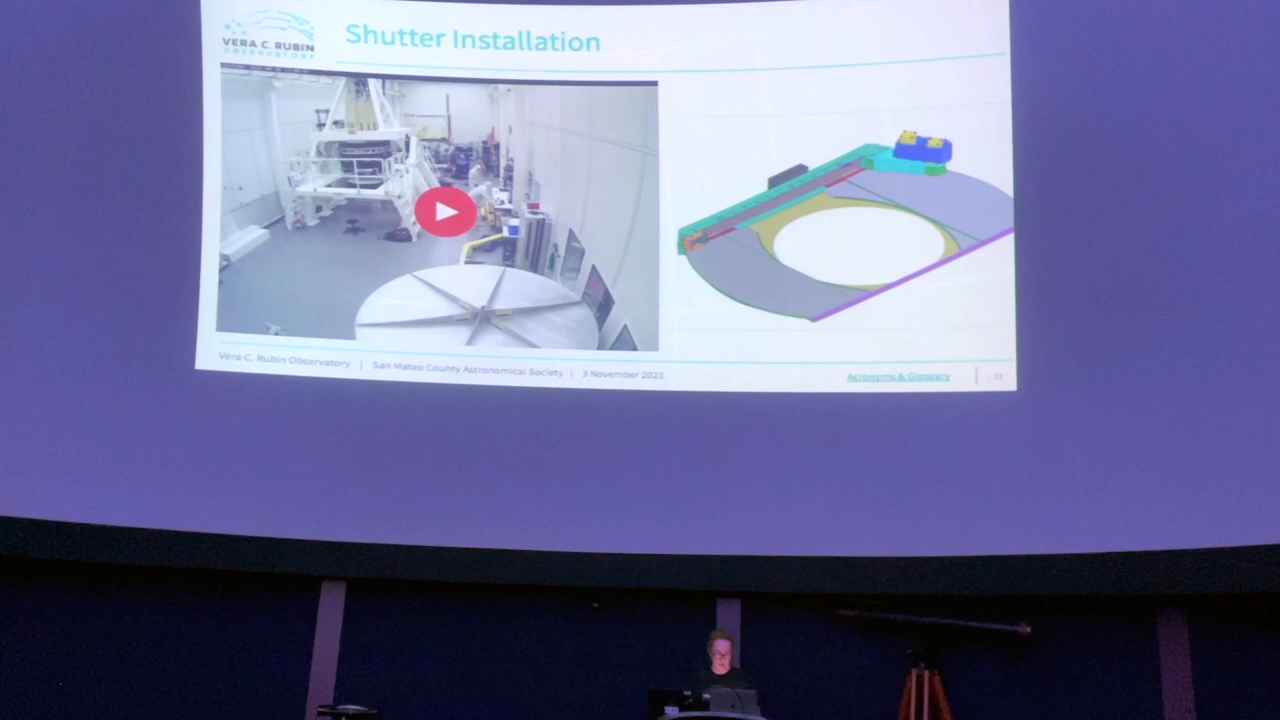 VERA C. RUBIN
OBSERVATORY
Shutter Installation
Vera C. Rubin Observatory | San Mateo County Astronomical Society | 3 November 2023
Acronyms & Glossary